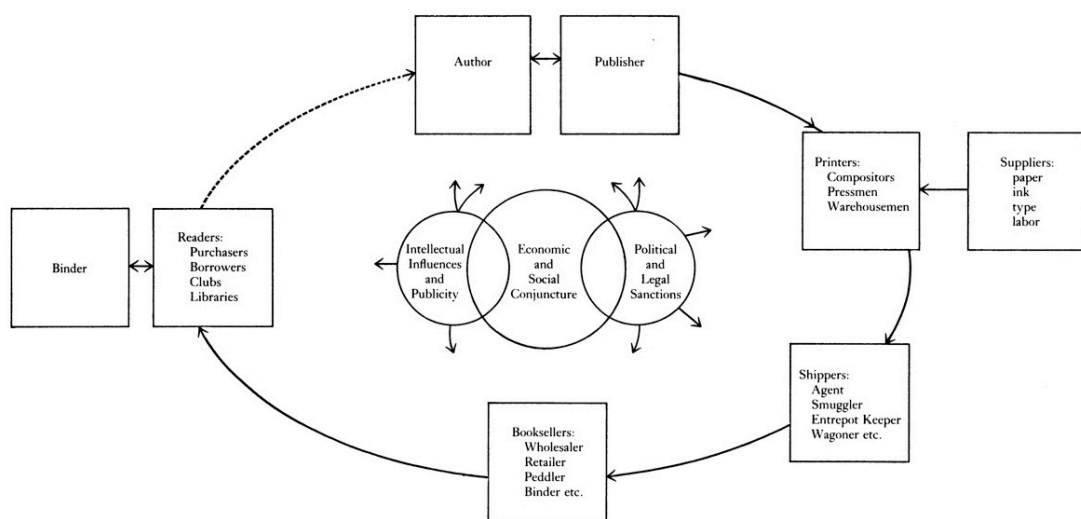 Author
Publisher
Printers:
Compositors
Pressmen
Warehousemen
Suppliers:
paper
ink
type
labor
Shippers:
Agent
Smuggler
Entrepot Keeper
Wagoner etc.
Booksellers:
Wholesaler
Retailer
Peddler
Binder etc.
Readers:
Purchasers
Borrowers
Clubs
Libraries
Binder
Intellectual
Influences
and
Publicity
Economic
and
Social
Conjuncture
Political
and
Legal
Sanctions